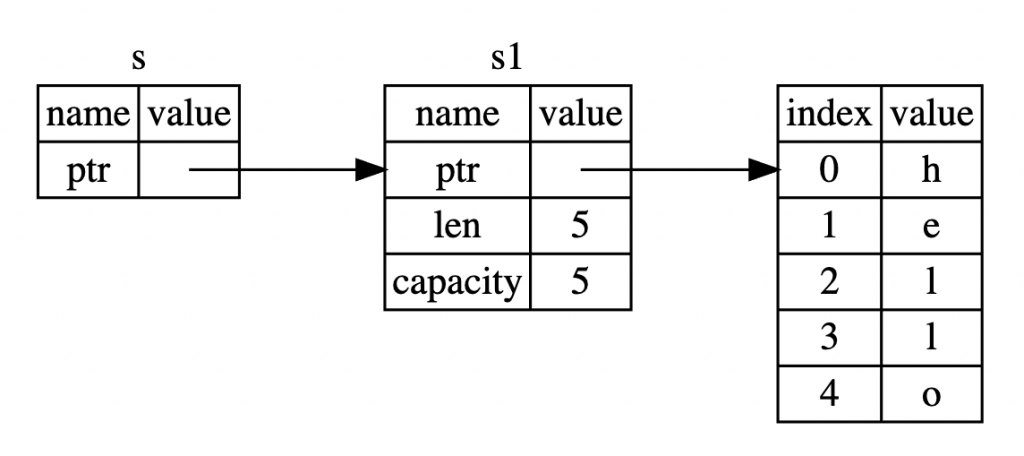 s
name value
ptr
s1
name value
ptr
len 5
capacity 5
index value
0 h
1 e
2 l
3 l
4 o